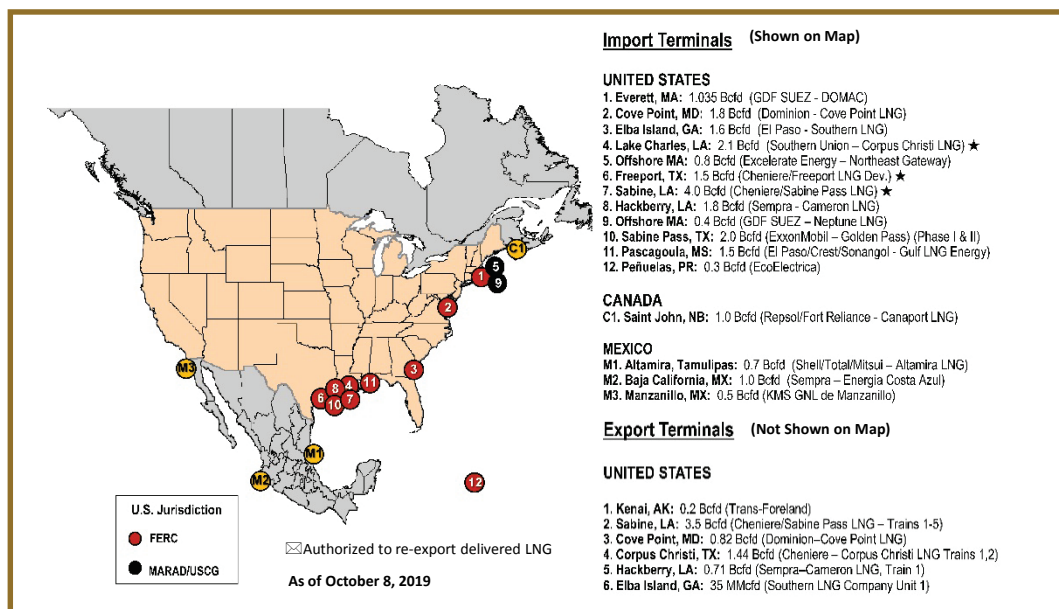 Import Terminals (Shown on Map)
UNITED STATES
1. Everett, MA: 1.035 Bcfd (GDF SUEZ - DOMAC)
2. Cove Point, MD: 1.8 Bcfd (Dominion - Cove Point LNG)
3. Elba Island, GA: 1.6 Bcfd (El Paso - Southern LNG)
4. Lake Charles, LA: 2.1 Bcfd (Southern Union – Corpus Christi LNG) ★
5. Offshore MA: 0.8 Bcfd (Excelerate Energy – Northeast Gateway)
6. Freeport, TX: 1.5 Bcfd (Cheniere/Freeport LNG Dev.) ★
7. Sabine, LA: 4.0 Bcfd (Cheniere/Sabine Pass LNG) ★
8. Hackberry, LA: 1.8 Bcfd (Sempra - Cameron LNG)
9. Offshore MA: 0.4 Bcfd (GDF SUEZ – Neptune LNG)
10. Sabine Pass, TX: 2.0 Bcfd (ExxonMobil – Golden Pass) (Phase I & II)
11. Pascagoula, MS: 1.5 Bcfd (El Paso/Crest/Sonangol - Gulf LNG Energy)
12. Peñuelas, PR: 0.3 Bcfd (EcoElectrica)
CANADA
C1. Saint John, NB: 1.0 Bcfd (Repsol/Fort Reliance - Canaport LNG)
MEXICO
M1. Altamira, Tamulipas: 0.7 Bcfd (Shell/Total/Mitsui – Altamira LNG)
M2. Baja California, MX: 1.0 Bcfd (Sempra – Energia Costa Azul)
M3. Manzanillo, MX: 0.5 Bcfd (KMS GNL de Manzanillo)
Export Terminals (Not Shown on Map)
UNITED STATES
1. Kenai, AK: 0.2 Bcfd (Trans-Foreland)
2. Sabine, LA: 3.5 Bcfd (Cheniere/Sabine Pass LNG – Trains 1-5)
3. Cove Point, MD: 0.82 Bcfd (Dominion–Cove Point LNG)
4. Corpus Christi, TX: 1.44 Bcfd (Cheniere – Corpus Christi LNG Trains 1,2)
5. Hackberry, LA: 0.71 Bcfd (Sempra–Cameron LNG, Train 1)
6. Elba Island, GA: 35 MMcfd (Southern LNG Company Unit 1)
C1
5
1
9
2
M3
3
8
4
11
6
10
7
M1
M2
12
U.S. Jurisdiction
FERC
MARAD/USCG
Authorized to re-export delivered LNG
As of October 8, 2019